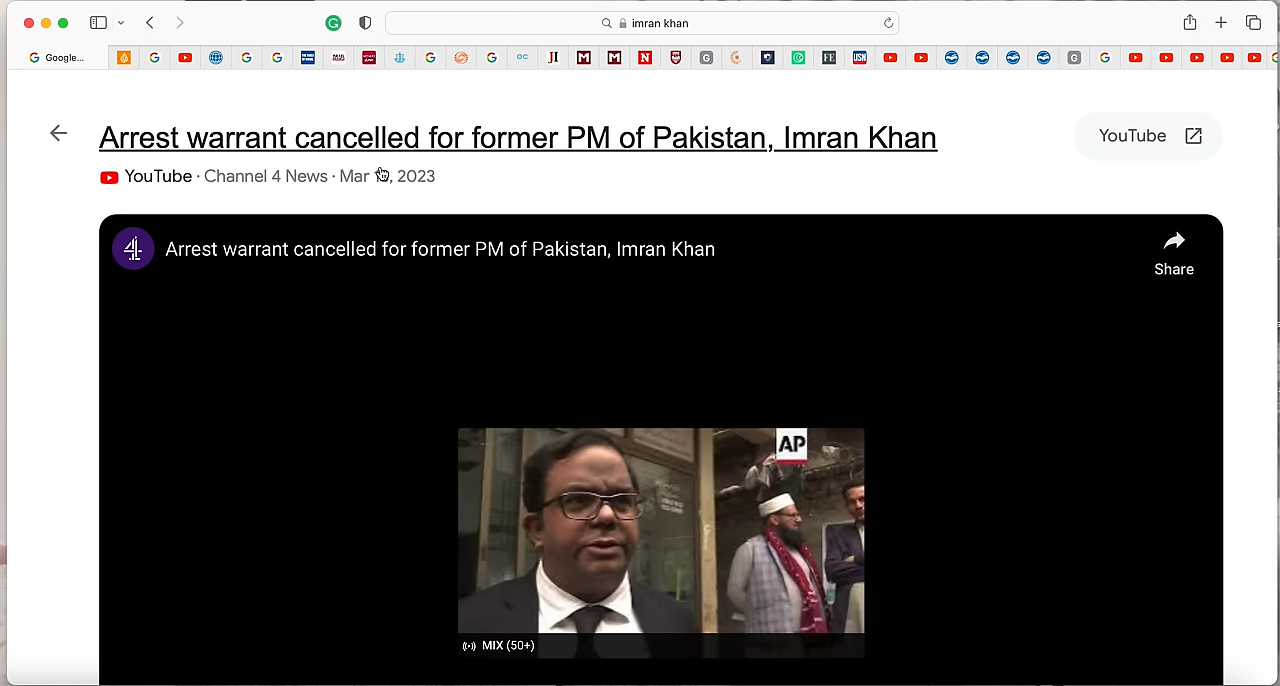 imran khan
Google...
Arrest warrant cancelled for former PM of Pakistan, Imran Khan
YouTube
YouTube · Channel 4 News · Mar , 2023
Arrest warrant cancelled for former PM of Pakistan, Imran Khan
Share
AP
MIX (50+)